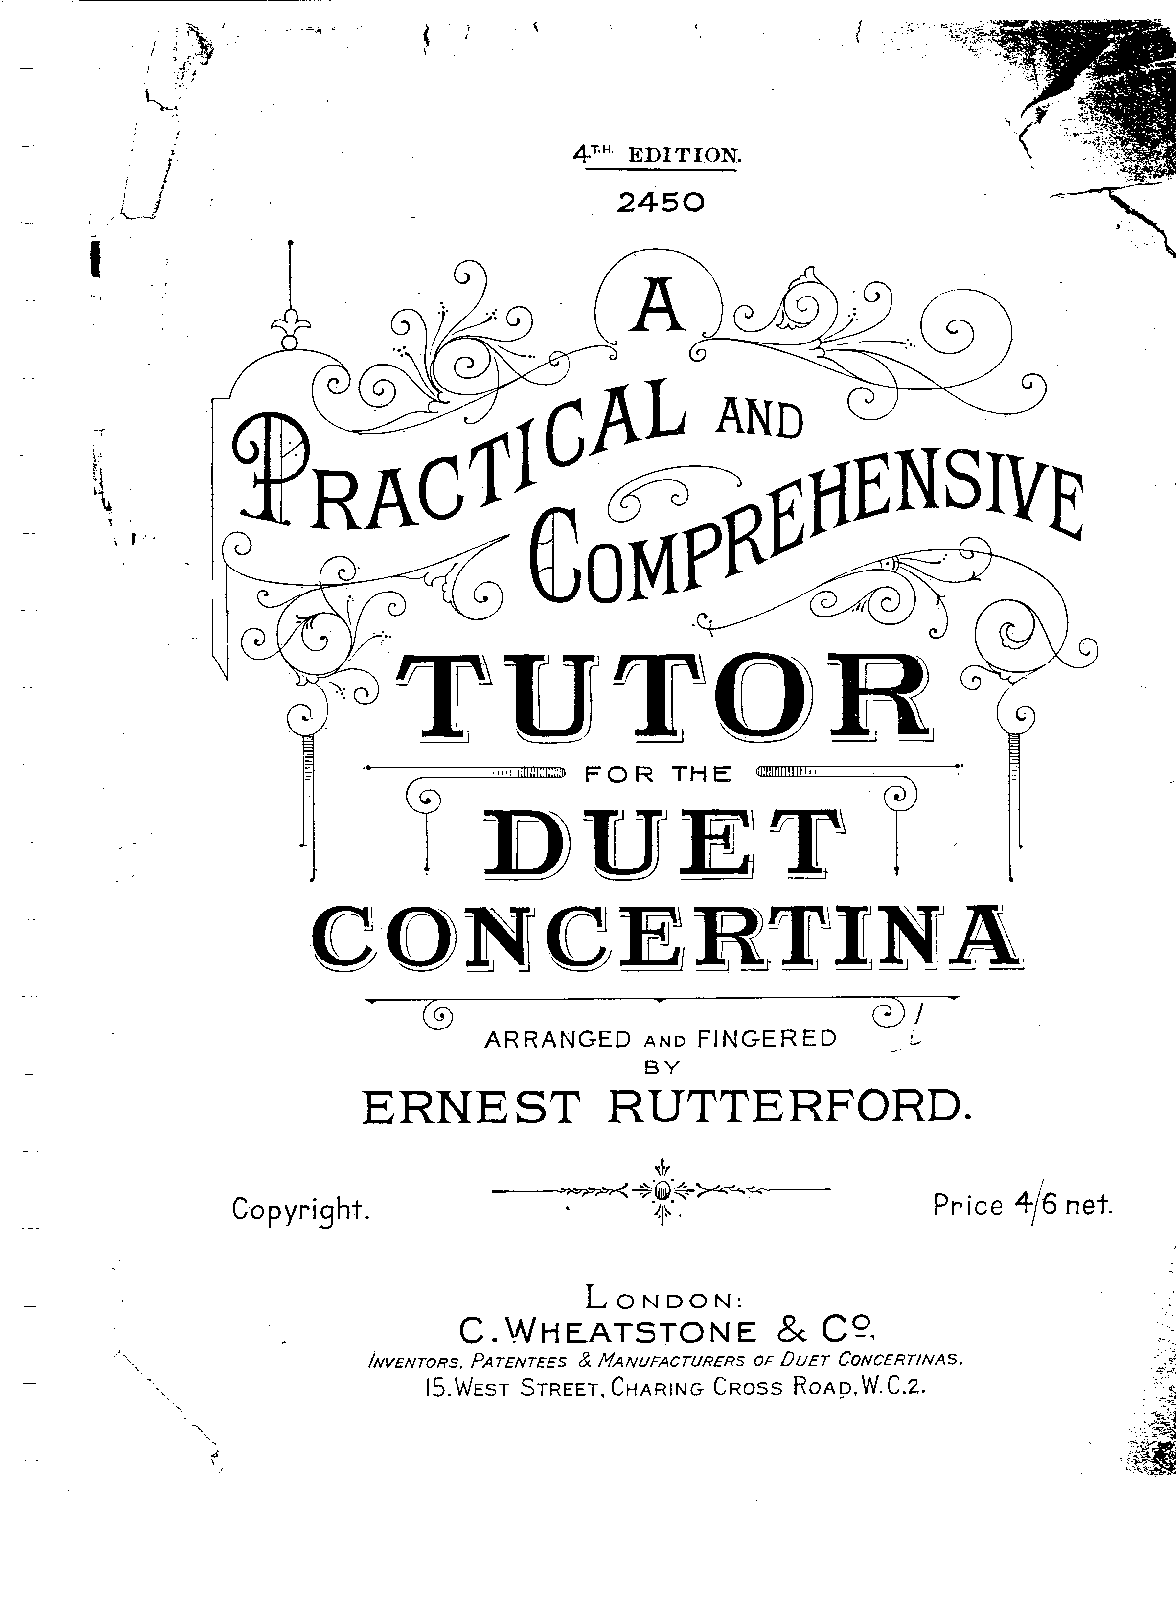 4TH. EDITION.
2450
A
PRACTICAL AND
COMPREHENSIVE
TUTOR
FOR THE
DUET
CONCERTINA
ARRANGED AND FINGERED
BY
ERNEST RUTTERFORD.
Copyright.
Price 4/6 net.
LONDON:
C. WHEATSTONE & Co.
INVENTORS, PATENTEES & MANUFACTURERS OF DUET CONCERTINAS.
15. WEST STREET, CHARING CROSS ROAD, W.C.2.